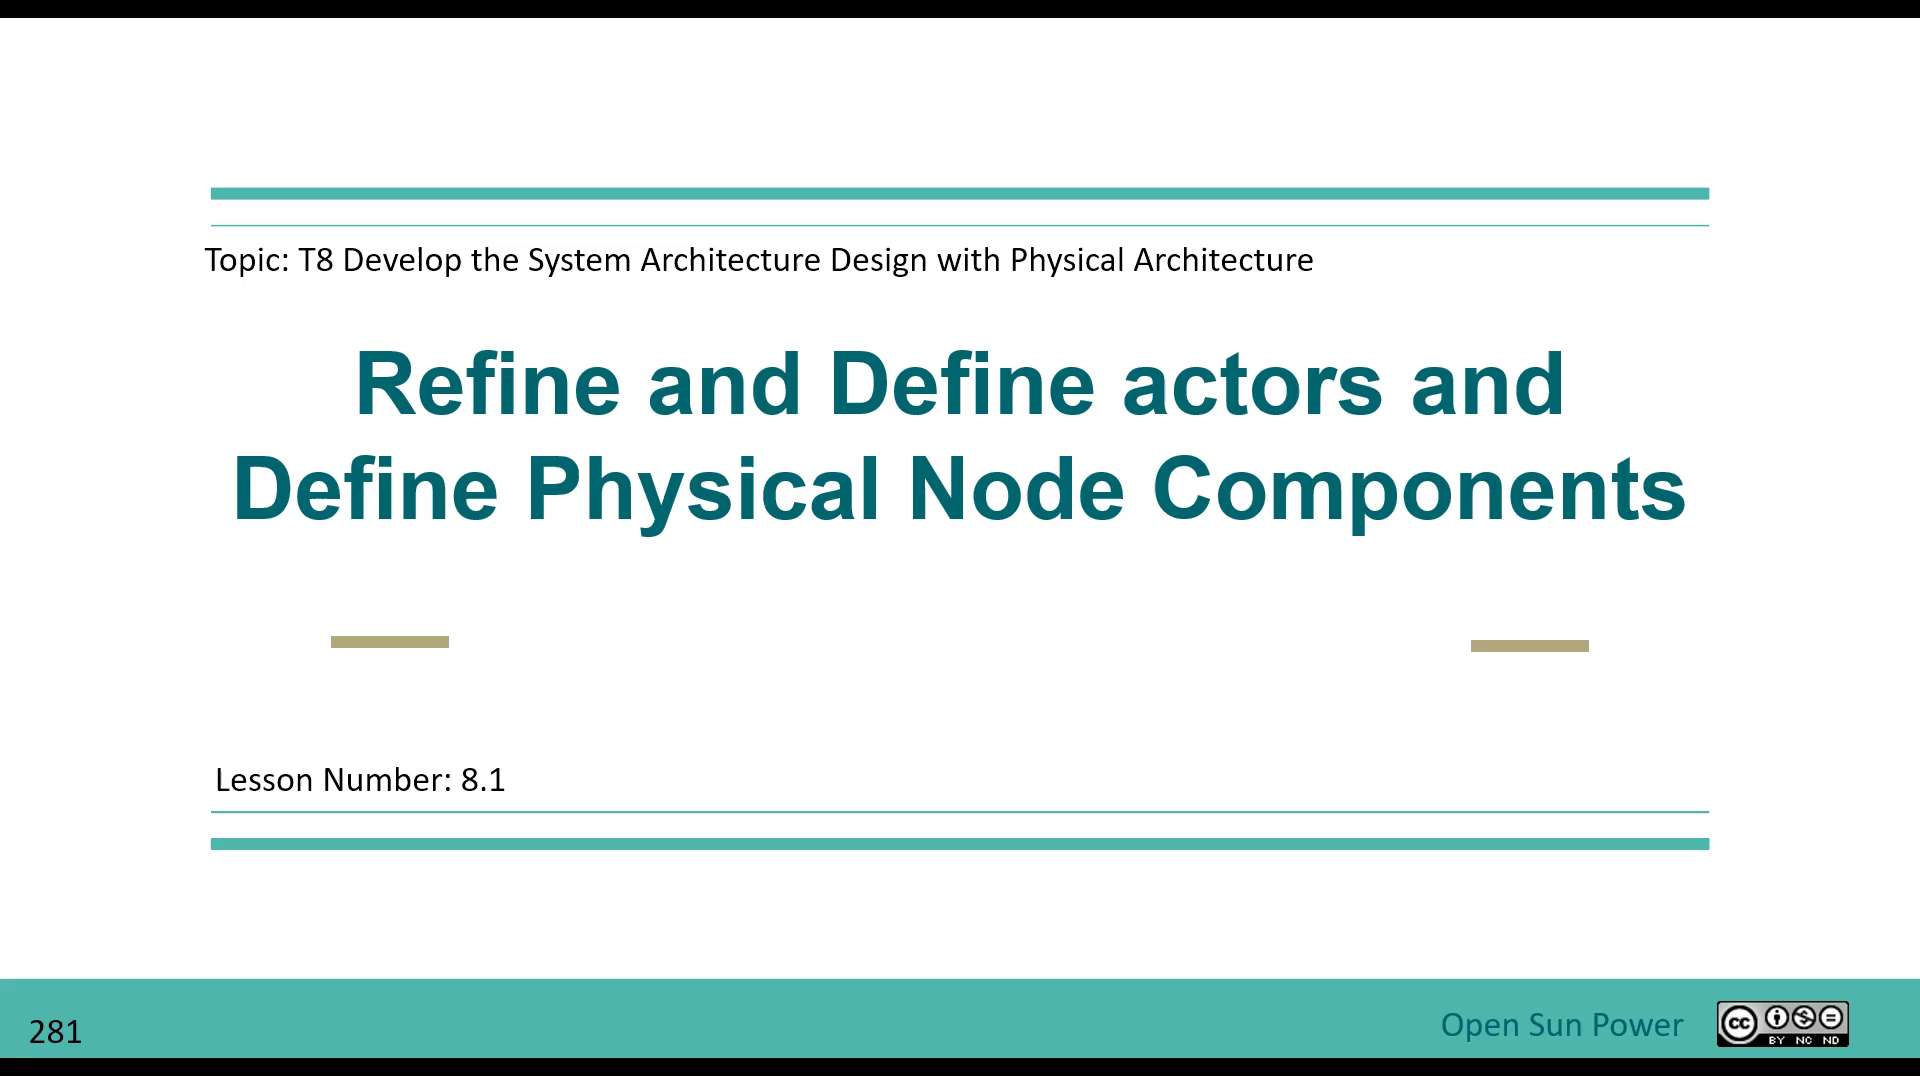 Topic: T8 Develop the System Architecture Design with Physical Architecture
Refine and Define actors and
Define Physical Node Components
Lesson Number: 8.1
281
Open Sun Power
cc
BY NC ND